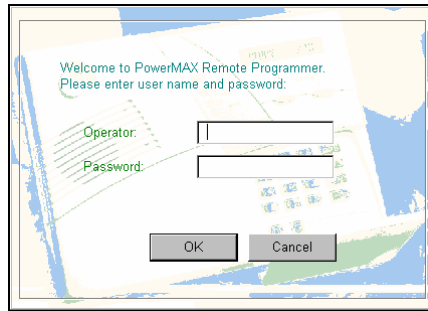 Welcome to PowerMAX Remote Programmer.
Please enter user name and password:
Operator:
Password:
OK
Cancel